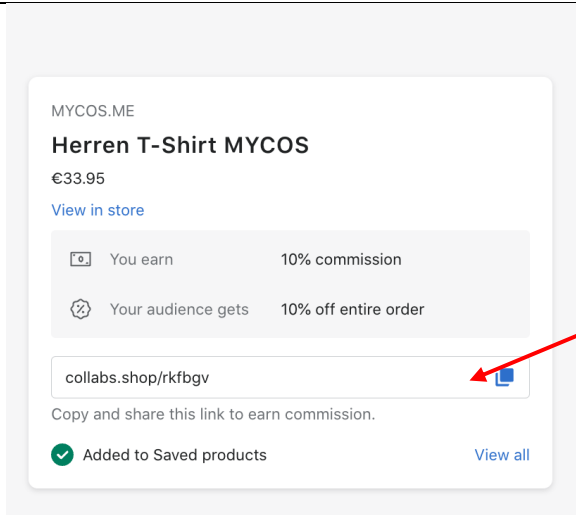 MYCOS.ME
Herren T-Shirt MYCOS
€33.95
View in store
You earn 10% commission
Your audience gets 10% off entire order
collabs.shop/rkfbgv
Copy and share this link to earn commission.
Added to Saved products View all